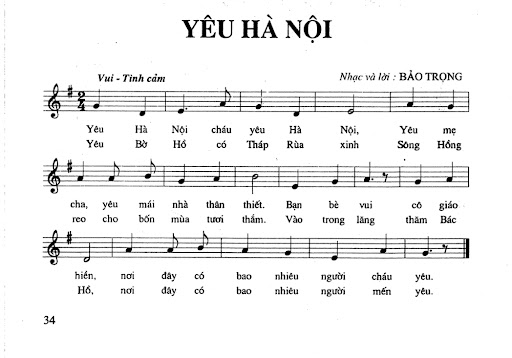 YÊU HÀ NỘI
Vui - Tình cảm
Nhạc và lời : BẢO TRỌNG
2
4
Yêu Hà Nội cháu yêu Hà Nội, Yêu mẹ
Yêu Bờ Hồ có Tháp Rùa xinh Sông Hồng
cha, yêu mái nhà thân thiết. Bạn bè vui cô giáo
reo cho bốn mùa tươi thắm. Vào trong lăng thăm Bác
hiền, nơi đây có bao nhiêu người cháu yêu.
Hồ, nơi đây có bao nhiêu người mến yêu.
34